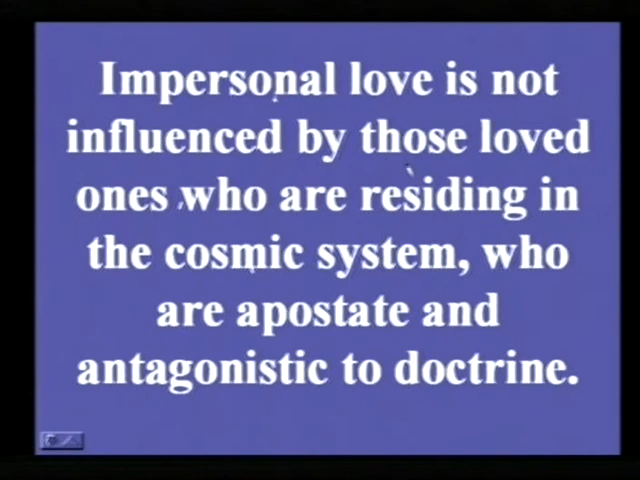 Impersonal love is not
influenced by those loved
ones who are residing in
the cosmic system, who
are apostate and
antagonistic to doctrine.